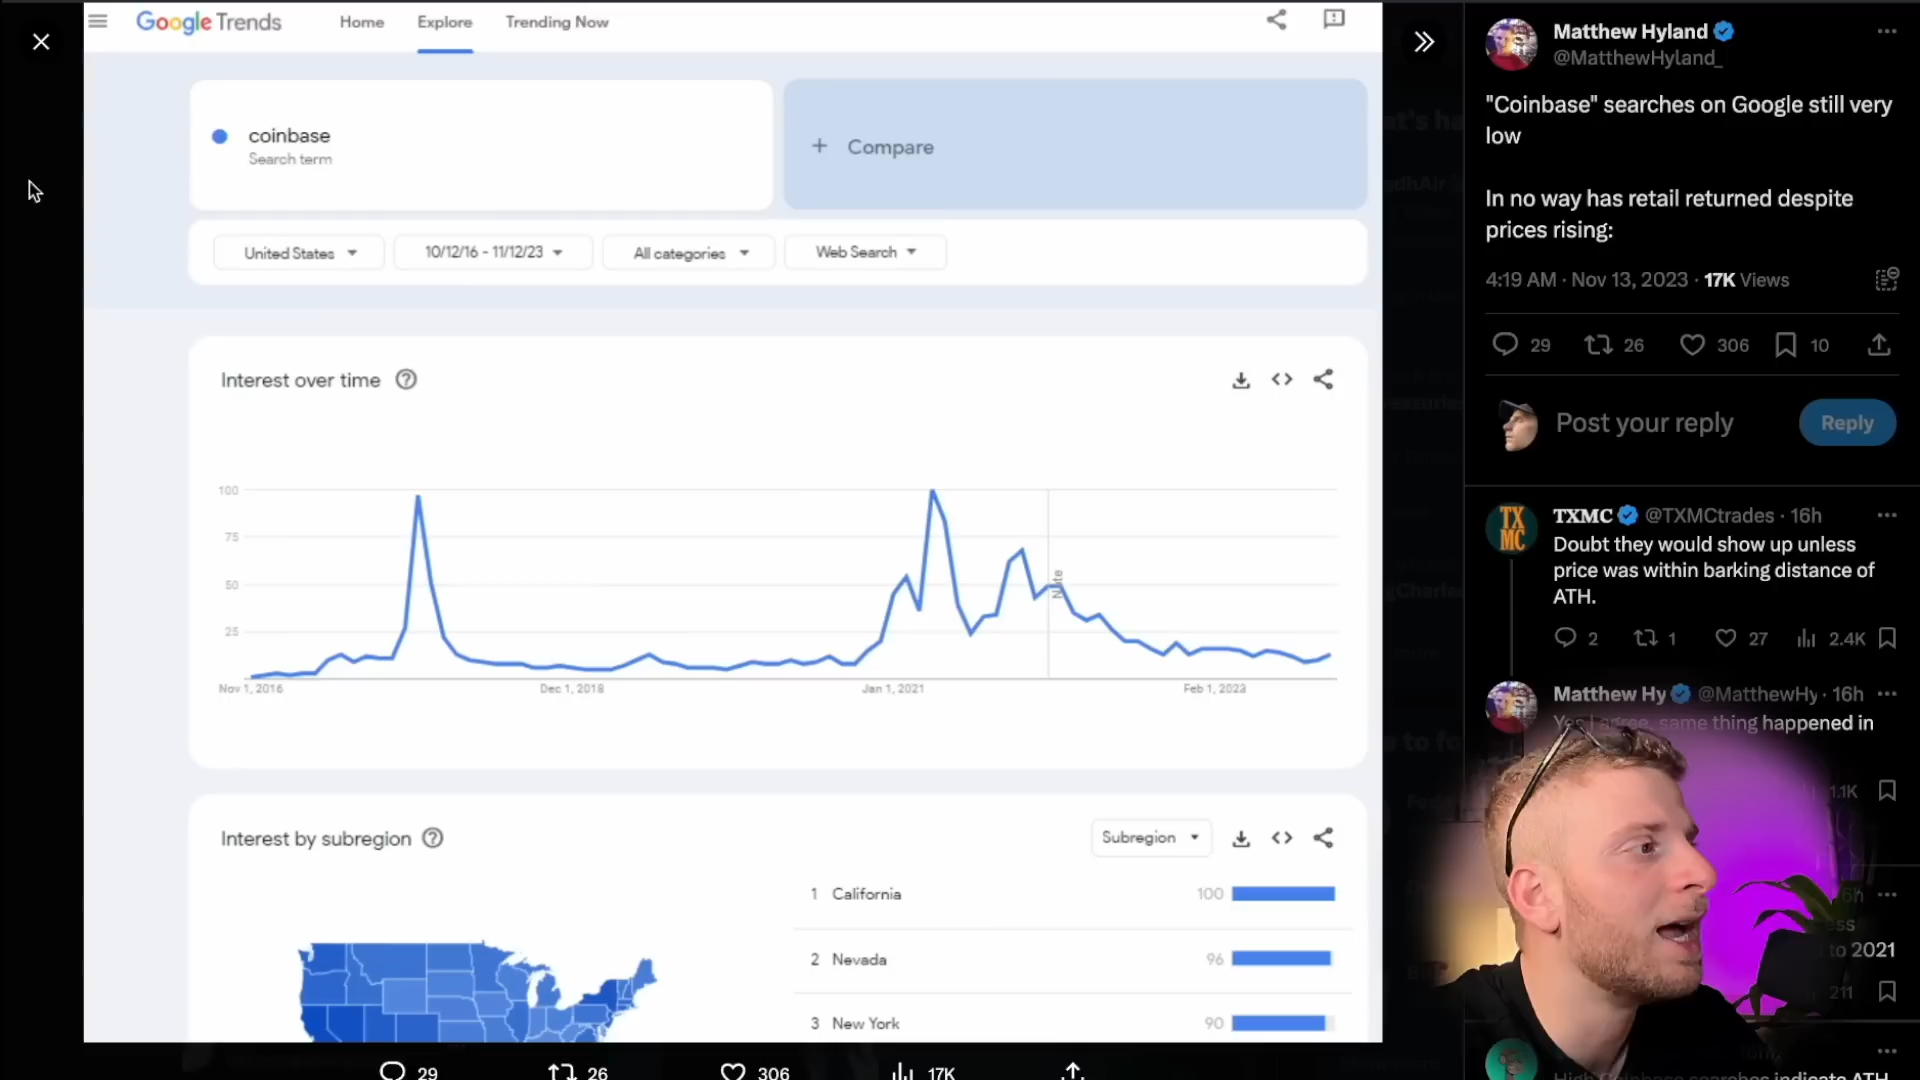 Google Trends
Home
Explore
Trending Now
coinbase
Search term
+ Compare
United States
10/12/16 - 11/12/23
All categories
Web Search
Interest over time
100
75
50
25
Note
Nov 1, 2016
Dec 1, 2018
Jan 1, 2021
Feb 1, 2023
Interest by subregion
Subregion
1 California 100
2 Nevada 96
3 New York 90
29
26
306
17K
Matthew Hyland
@MatthewHyland_
"Coinbase" searches on Google still very
low
In no way has retail returned despite
prices rising:
4:19 AM · Nov 13, 2023 · 17K Views
29
26
306
10
Post your reply
Reply
TX
MC
TXMC @TXMCtrades · 16h
Doubt they would show up unless
price was within barking distance of
ATH.
2
1
27
2.4K
Matthew Hy @MatthewHy · 16h
Yes I agree, same thing happened in
1.1K
to 2021
211